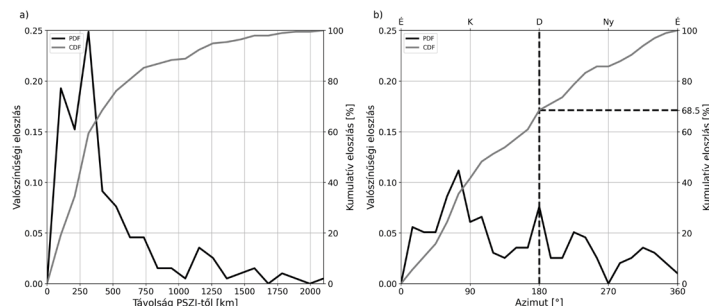 a)
PDF
CDF
0.25
0.20
0.15
0.10
0.05
0.00
Valószínűségi eloszlás
100
80
60
40
20
0
Kumulatív eloszlás [%]
0 250 500 750 1000 1250 1500 1750 2000
Távolság PSZI-től [km]
b)
É K D Ny É
PDF
CDF
0.25
0.20
0.15
0.10
0.05
0.00
Valószínűségi eloszlás
100
80
68.5
60
40
20
0
Kumulatív eloszlás [%]
0 90 180 270 360
Azimut [°]